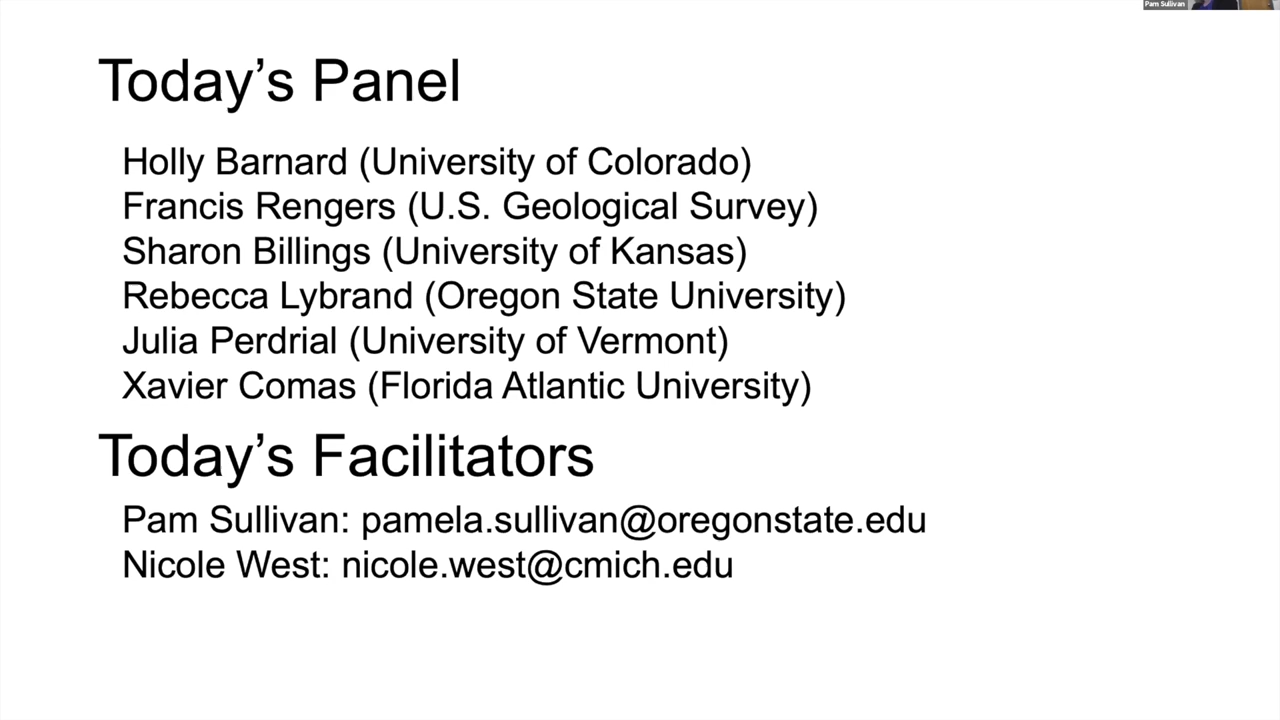 Pam Sullivan
Today’s Panel
Holly Barnard (University of Colorado)
Francis Rengers (U.S. Geological Survey)
Sharon Billings (University of Kansas)
Rebecca Lybrand (Oregon State University)
Julia Perdrial (University of Vermont)
Xavier Comas (Florida Atlantic University)
Today’s Facilitators
Pam Sullivan: pamela.sullivan@oregonstate.edu
Nicole West: nicole.west@cmich.edu